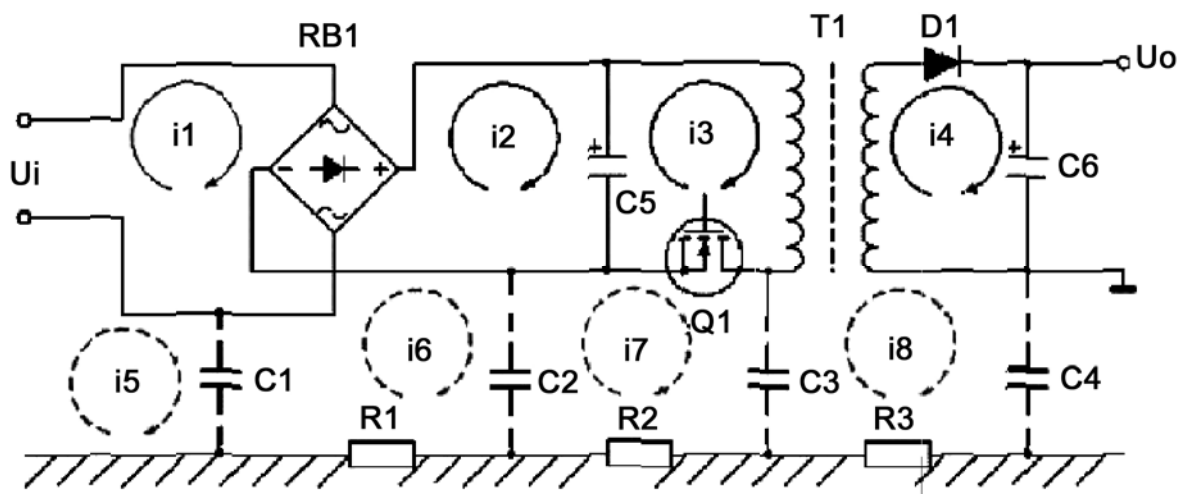 RB1
T1
D1
Uo
i1
i2
i3
i4
Ui
- +
+
+
C5
C6
Q1
i5
i6
i7
i8
C1
C2
C3
C4
R1
R2
R3